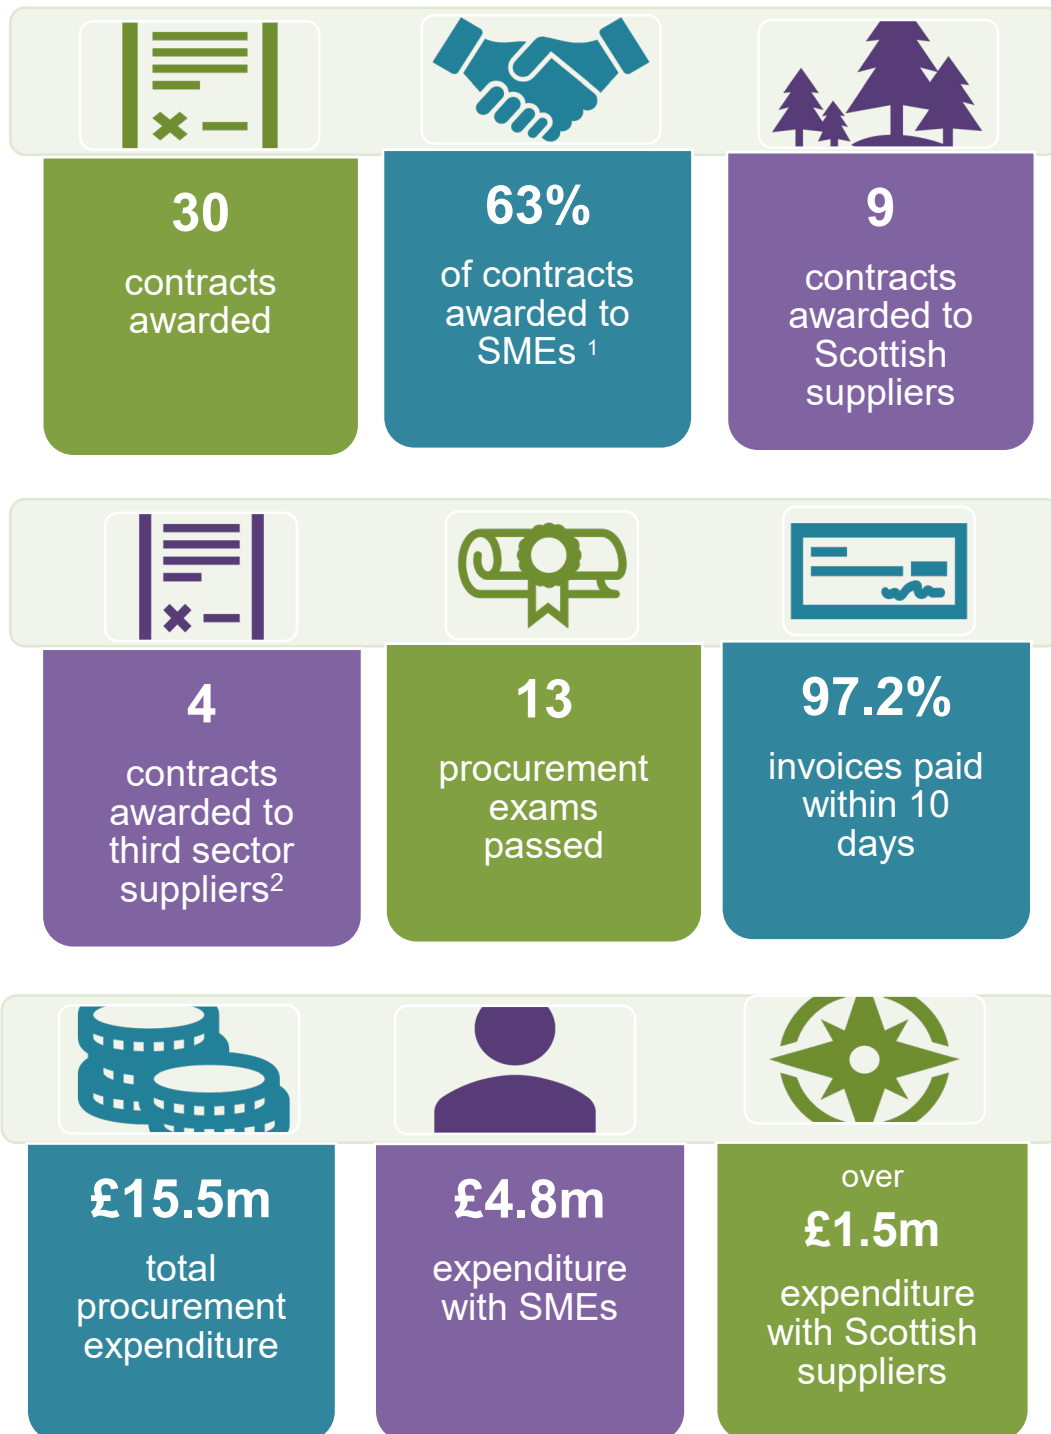 30
contracts
awarded
63%
of contracts
awarded to
SMEs 1
9
contracts
awarded to
Scottish
suppliers
4
contracts
awarded to
third sector
suppliers2
13
procurement
exams
passed
97.2%
invoices paid
within 10
days
£15.5m
total
procurement
expenditure
£4.8m
expenditure
with SMEs
over
£1.5m
expenditure
with Scottish
suppliers